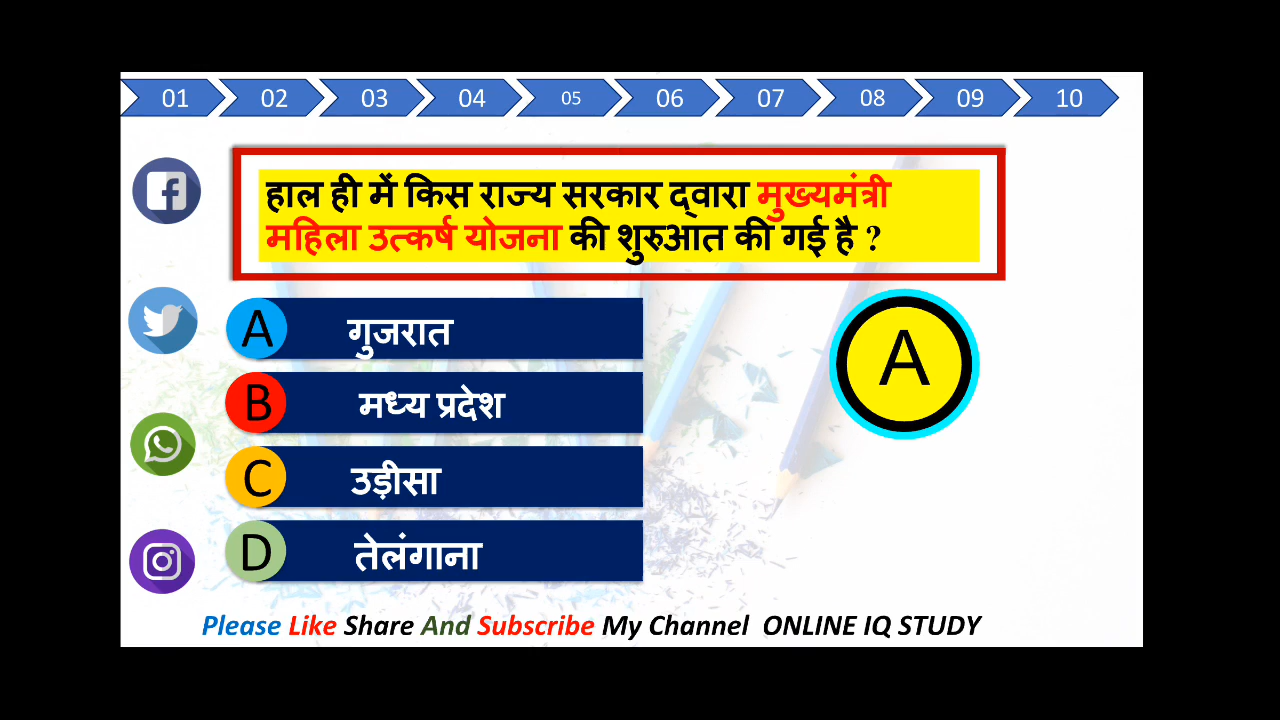 01 02 03 04 05 06 07 08 09 10
हाल ही में किस राज्य सरकार द्वारा मुख्यमंत्री
महिला उत्कर्ष योजना की शुरुआत की गई है ?
A गुजरात
A
B मध्य प्रदेश
C उड़ीसा
D तेलंगाना
Please Like Share And Subscribe My Channel ONLINE IQ STUDY